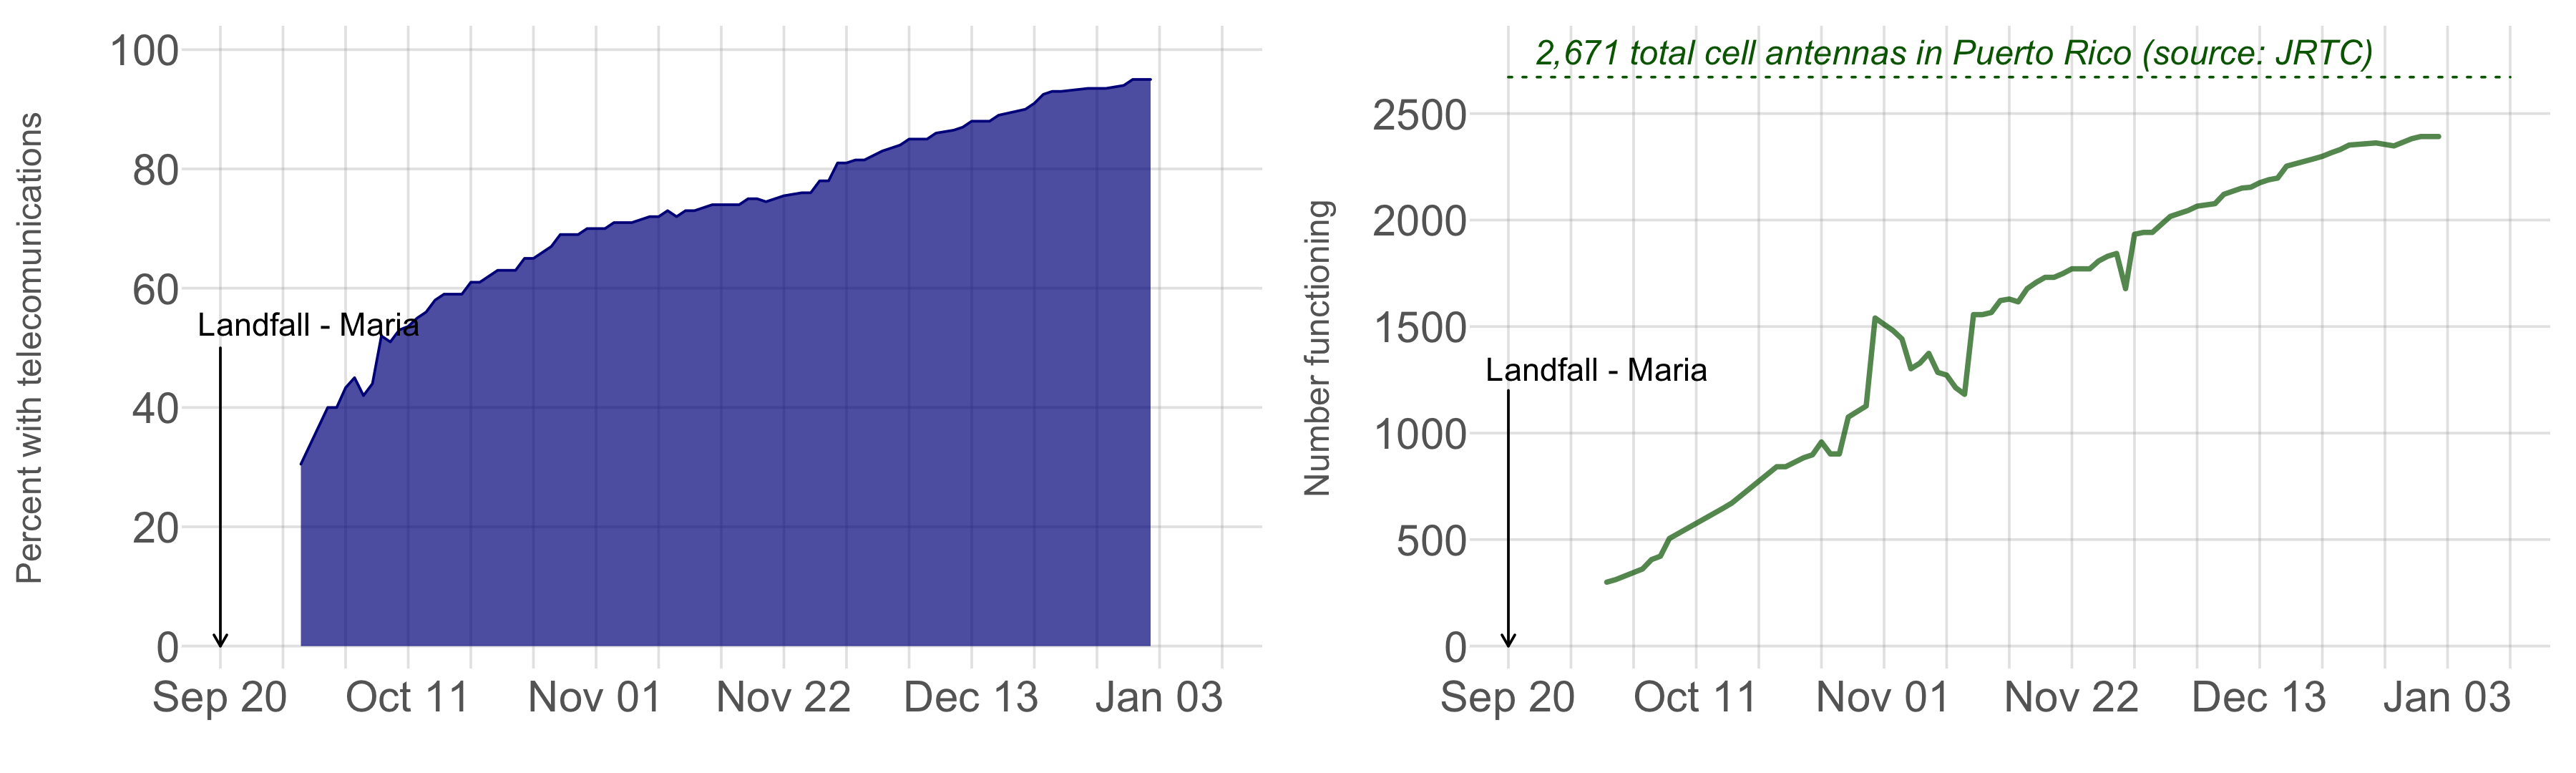 Percent with telecomunications
100
80
60
40
20
0
Landfall - Maria
Sep 20 Oct 11 Nov 01 Nov 22 Dec 13 Jan 03
2,671 total cell antennas in Puerto Rico (source: JRTC)
Number functioning
2500
2000
1500
1000
500
0
Landfall - Maria
Sep 20 Oct 11 Nov 01 Nov 22 Dec 13 Jan 03